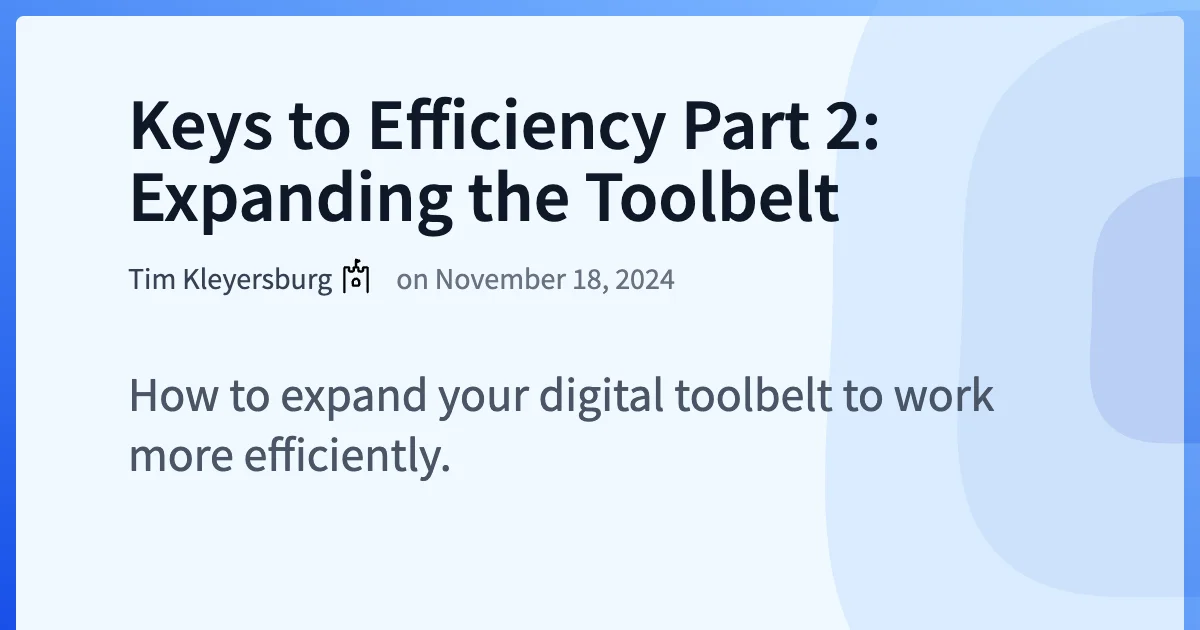 Keys to Efficiency Part 2:
Expanding the Toolbelt
Tim Kleyersburg on November 18, 2024
How to expand your digital toolbelt to work
more efficiently.